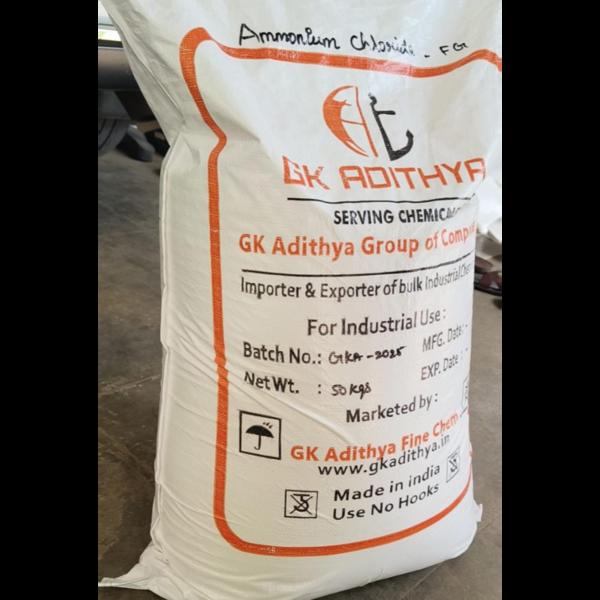 Ammonium Chloride - FG
GK ADITHYA
SERVING CHEMICA
GK Adithya Group of Comp
Importer & Exporter of bulk Industrial Chem
For Industrial Use :
Batch No.: GKA-2025
MFG. Date: -
Net Wt. : 50 kgs
EXP. Date : -
Marketed by :
GK Adithya Fine Chem
www.gkadithya.in
Made in india
Use No Hooks